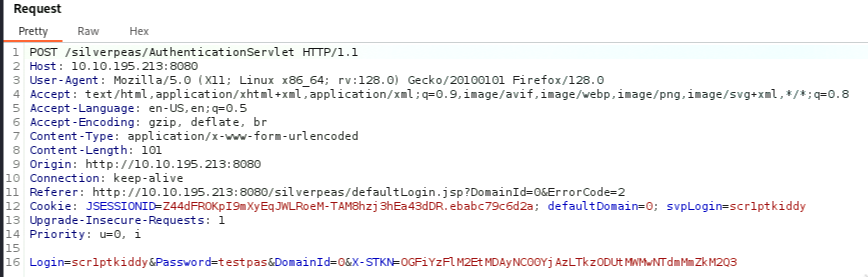 Request
Pretty Raw Hex
1 POST /silverpeas/AuthenticationServlet HTTP/1.1
2 Host: 10.10.195.213:8080
3 User-Agent: Mozilla/5.0 (X11; Linux x86_64; rv:128.0) Gecko/20100101 Firefox/128.0
4 Accept: text/html,application/xhtml+xml,application/xml;q=0.9,image/avif,image/webp,image/png,image/svg+xml,*/*;q=0.8
5 Accept-Language: en-US,en;q=0.5
6 Accept-Encoding: gzip, deflate, br
7 Content-Type: application/x-www-form-urlencoded
8 Content-Length: 101
9 Origin: http://10.10.195.213:8080
10 Connection: keep-alive
11 Referer: http://10.10.195.213:8080/silverpeas/defaultLogin.jsp?DomainId=0&ErrorCode=2
12 Cookie: JSESSIONID=Z44dFROKpI9mXyEqJWLRoeM-TAM8hzj3hEa43dDR.ebabc79c6d2a; defaultDomain=0; svpLogin=scr1ptkiddy
13 Upgrade-Insecure-Requests: 1
14 Priority: u=0, i
15
16 Login=scr1ptkiddy&Password=testpas&DomainId=0&X-STKN=OGFiYzFlM2EtMDAyNC00YjAzLTkzODUtMWMwNTdmMmZkM2Q3